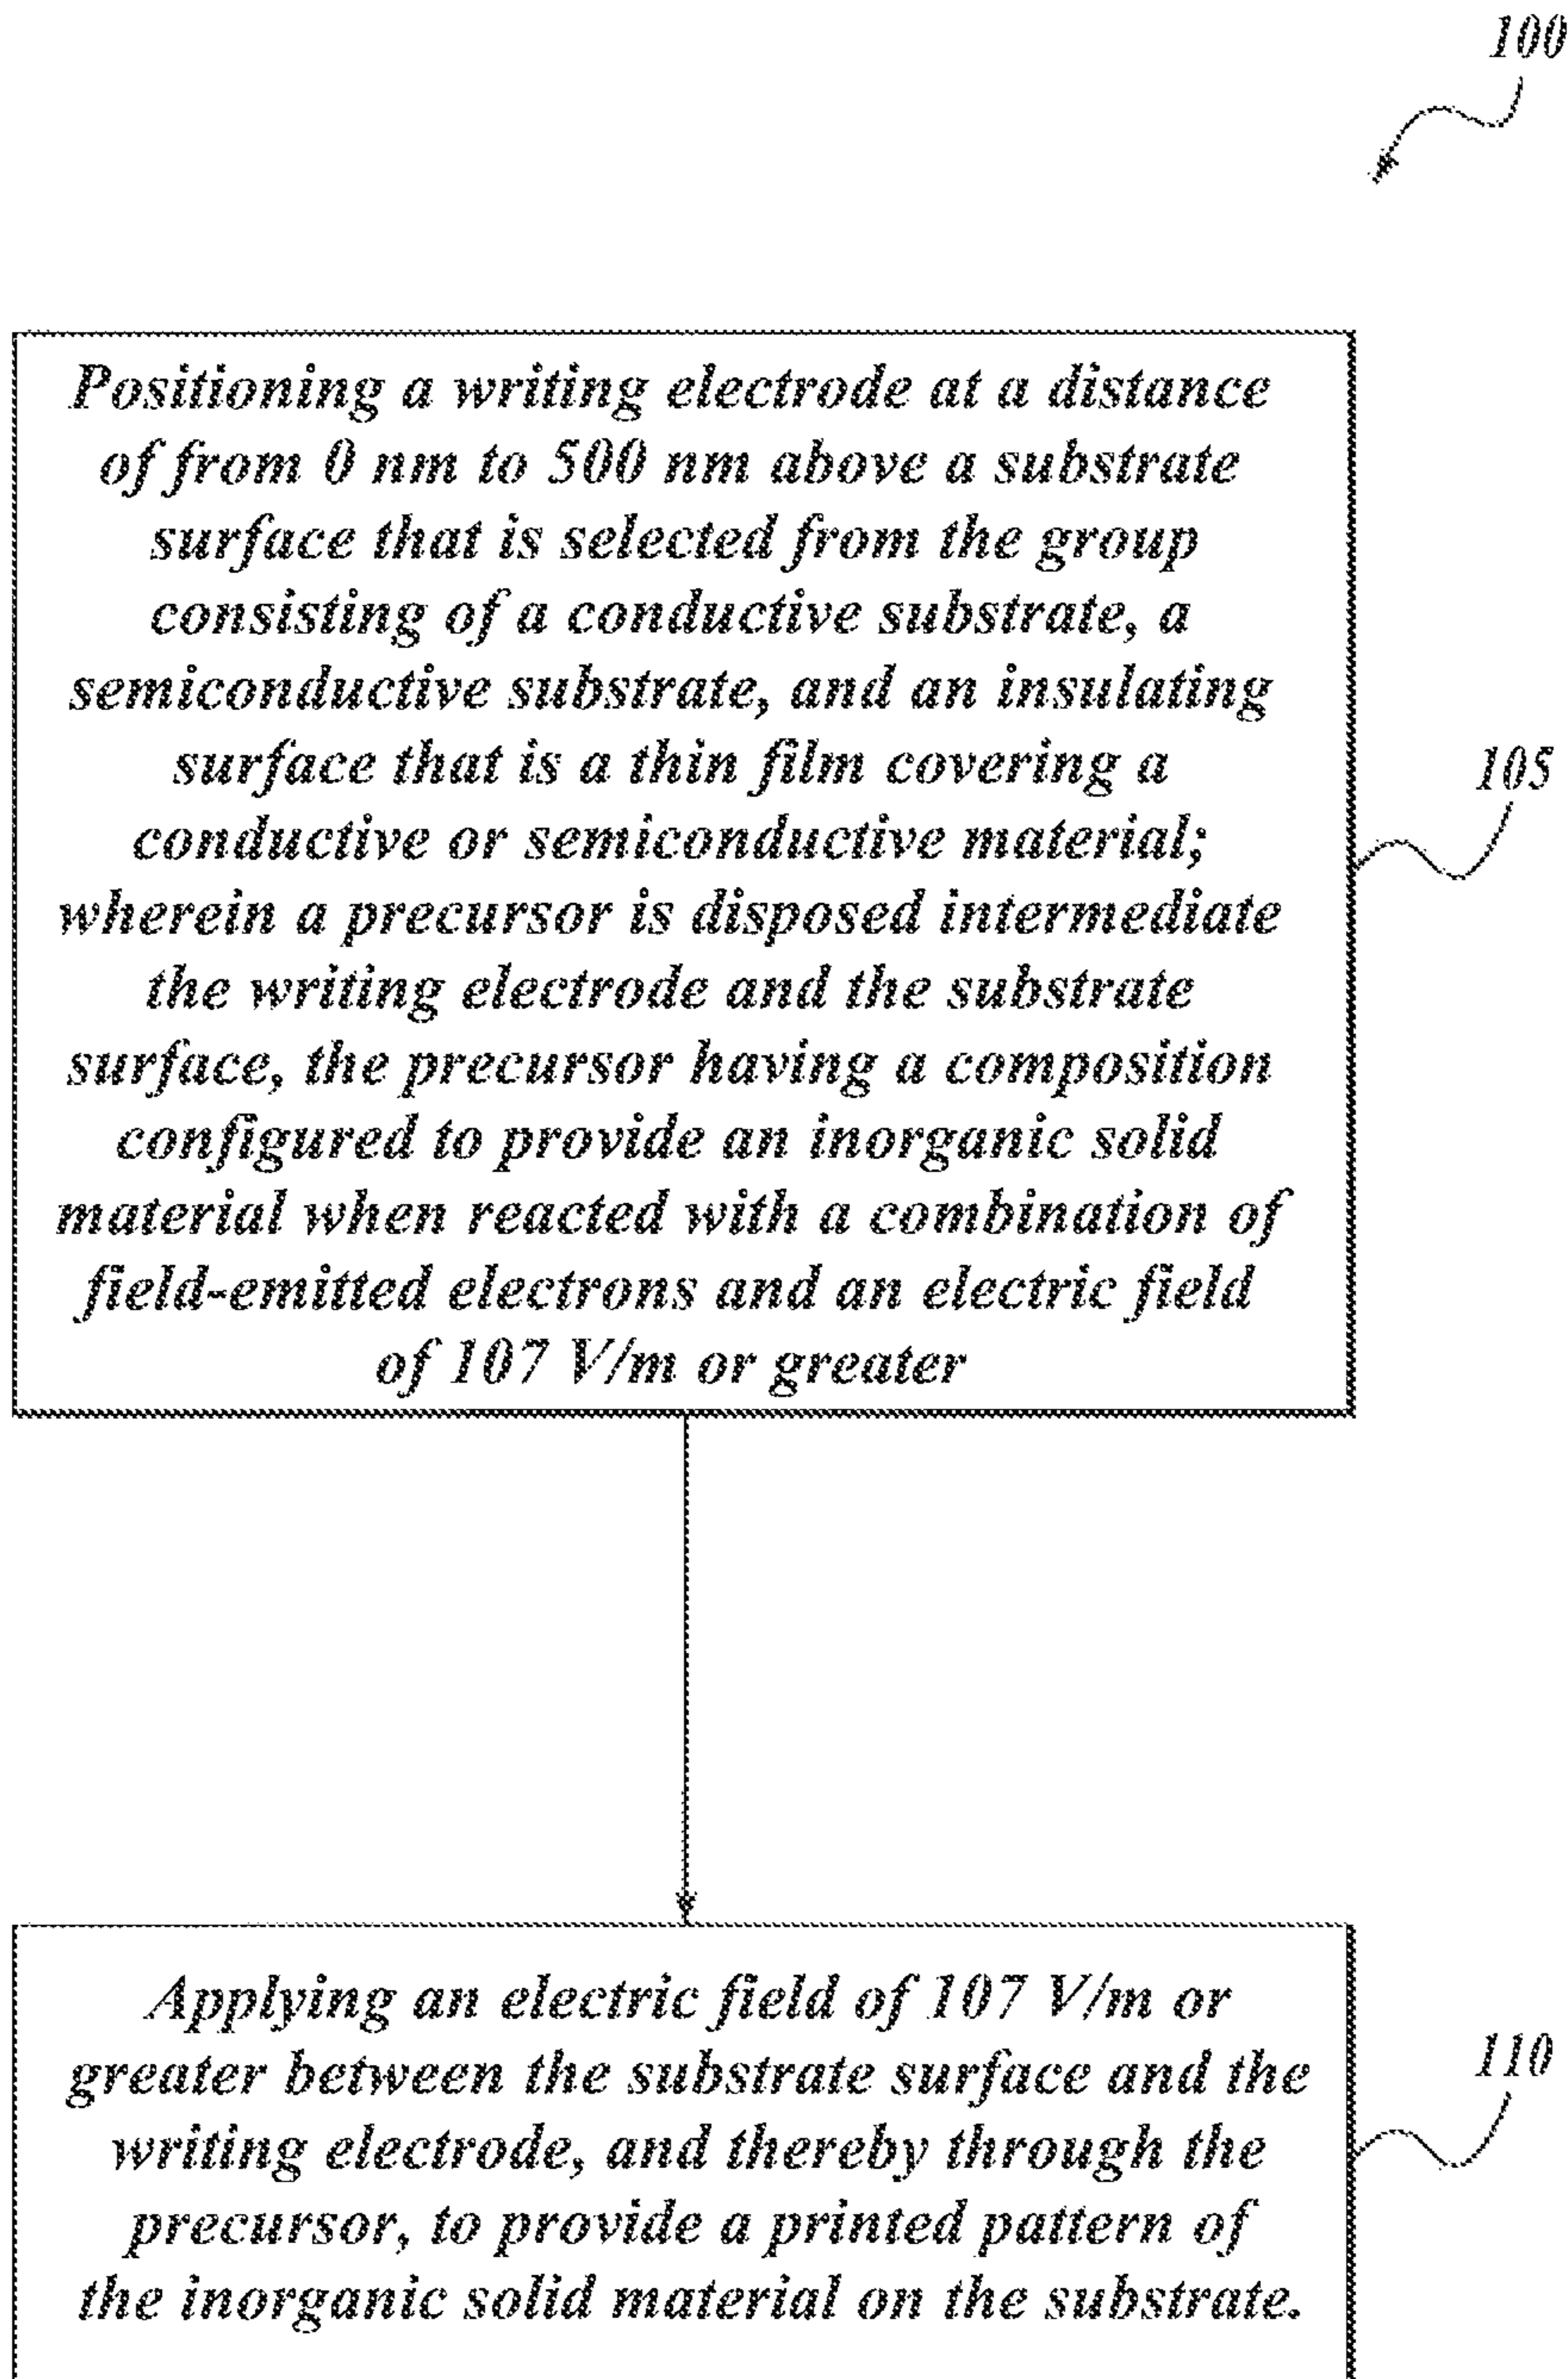 100
Positioning a writing electrode at a distance
of from 0 nm to 500 nm above a substrate
surface that is selected from the group
consisting of a conductive substrate, a
semiconductive substrate, and an insulating
surface that is a thin film covering a
conductive or semiconductive material;
wherein a precursor is disposed intermediate
the writing electrode and the substrate
surface, the precursor having a composition
configured to provide an inorganic solid
material when reacted with a combination of
field-emitted electrons and an electric field
of 107 V/m or greater
105
Applying an electric field of 107 V/m or
greater between the substrate surface and the
writing electrode, and thereby through the
precursor, to provide a printed pattern of
the inorganic solid material on the substrate.
110